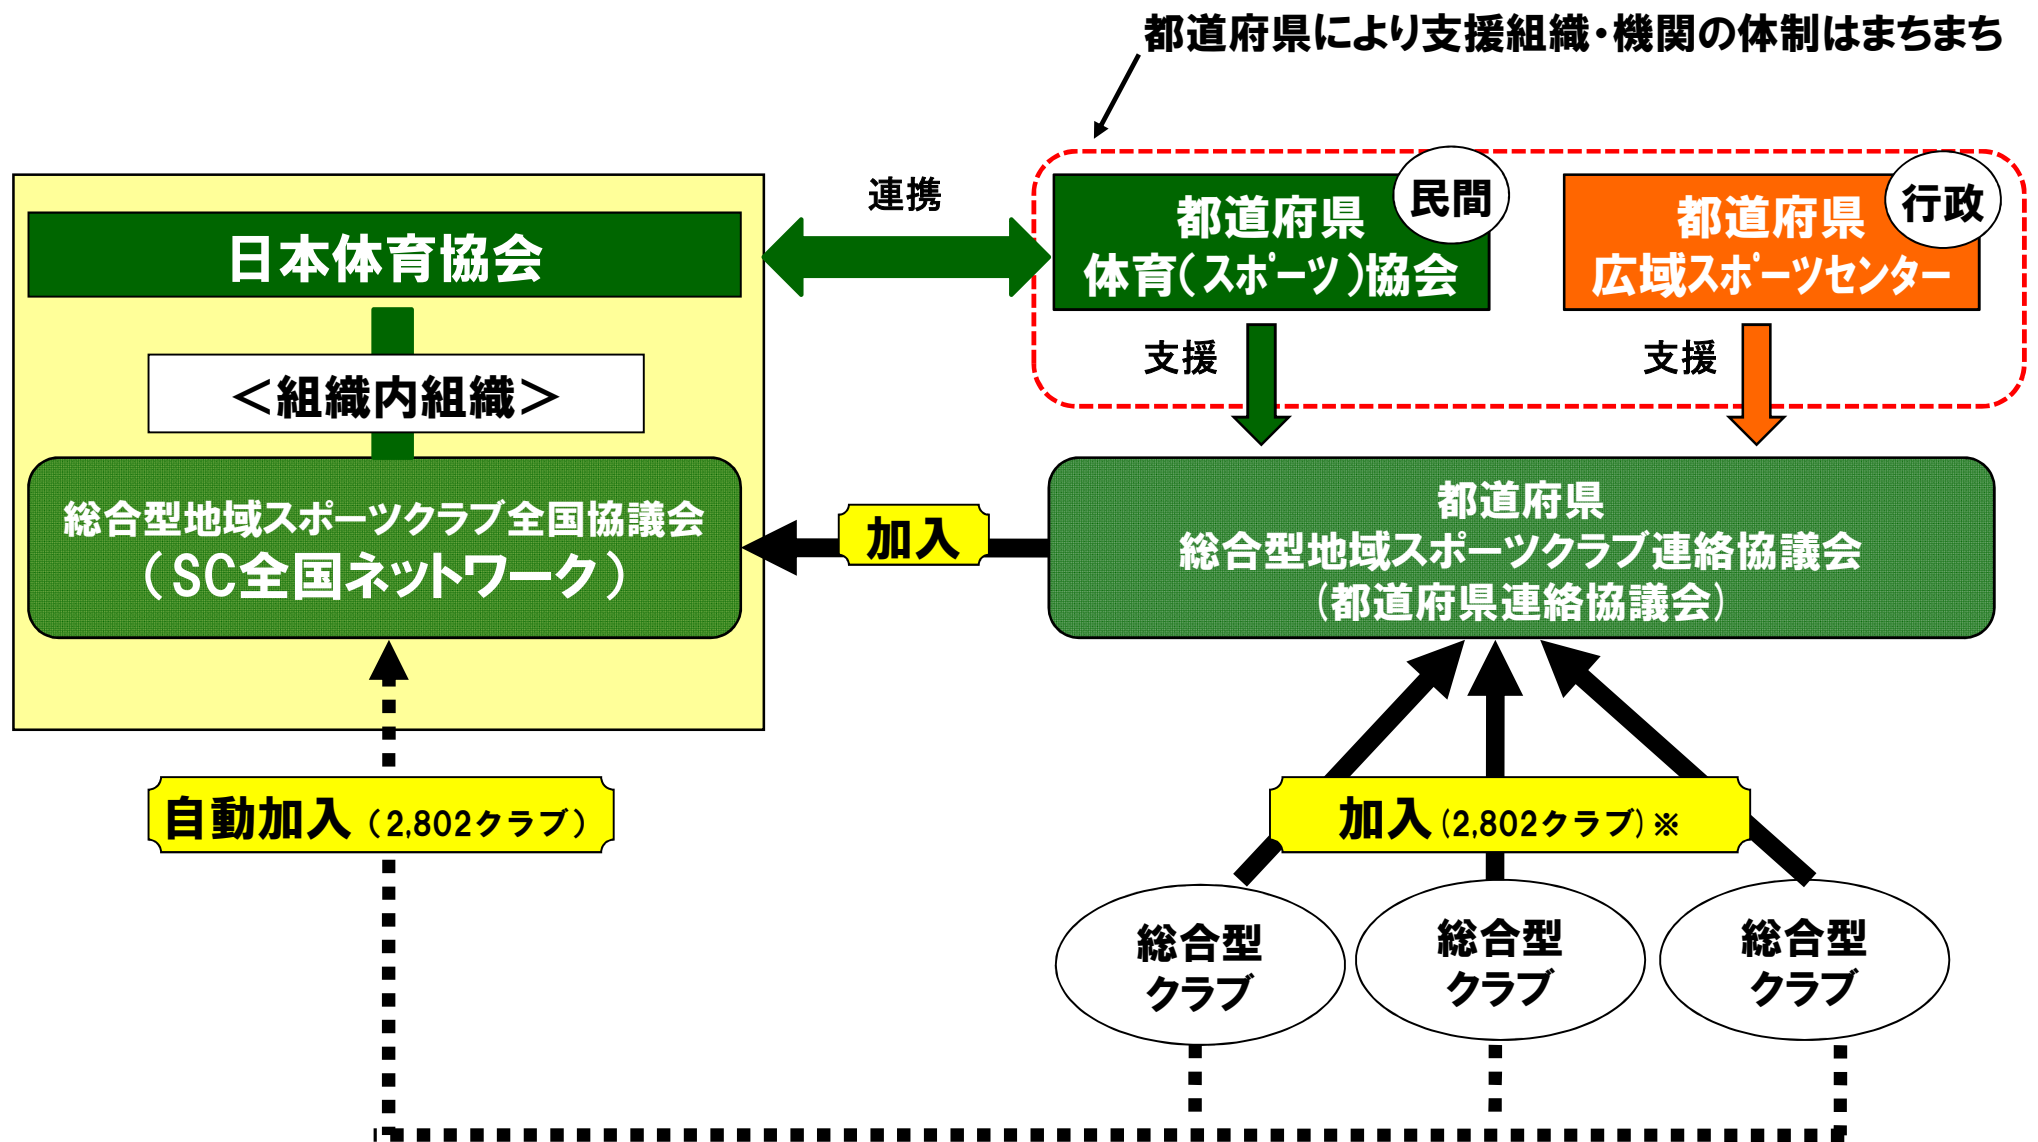 都道府県により支援組織・機関の体制はまちまち
日本体育協会
＜組織内組織＞
総合型地域スポーツクラブ全国協議会
（SC全国ネットワーク）
連携
都道府県
体育（スポーツ）協会
民間
都道府県
広域スポーツセンター
行政
支援
支援
加入
都道府県
総合型地域スポーツクラブ連絡協議会
(都道府県連絡協議会)
自動加入（2,802クラブ）
加入(2,802クラブ)※
総合型
クラブ
総合型
クラブ
総合型
クラブ